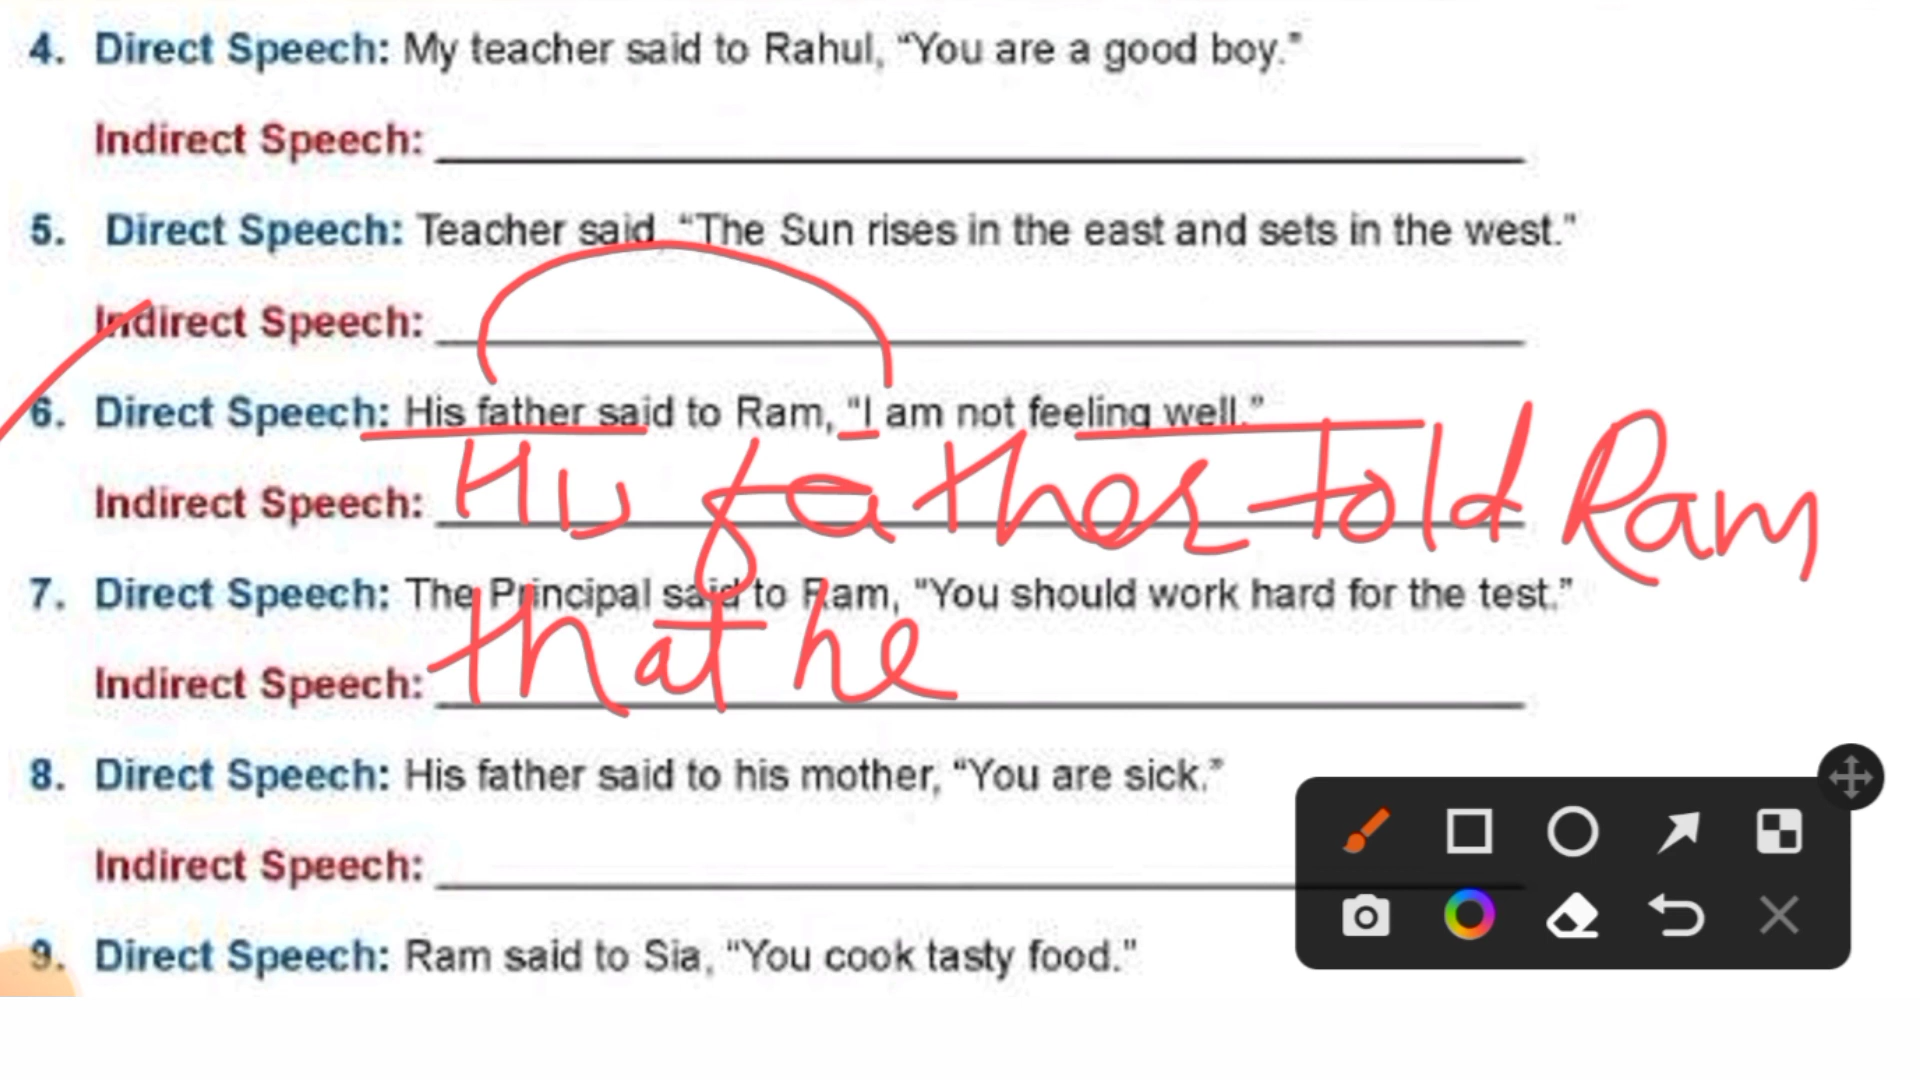 4. Direct Speech: My teacher said to Rahul, “You are a good boy.”
Indirect Speech:
5. Direct Speech: Teacher said, “The Sun rises in the east and sets in the west.”
Indirect Speech:
6. Direct Speech: His father said to Ram, “I am not feeling well.”
Indirect Speech: His father told Ram
7. Direct Speech: The Principal said to Ram, “You should work hard for the test.”
Indirect Speech: that he
8. Direct Speech: His father said to his mother, “You are sick.”
Indirect Speech:
9. Direct Speech: Ram said to Sia, “You cook tasty food.”